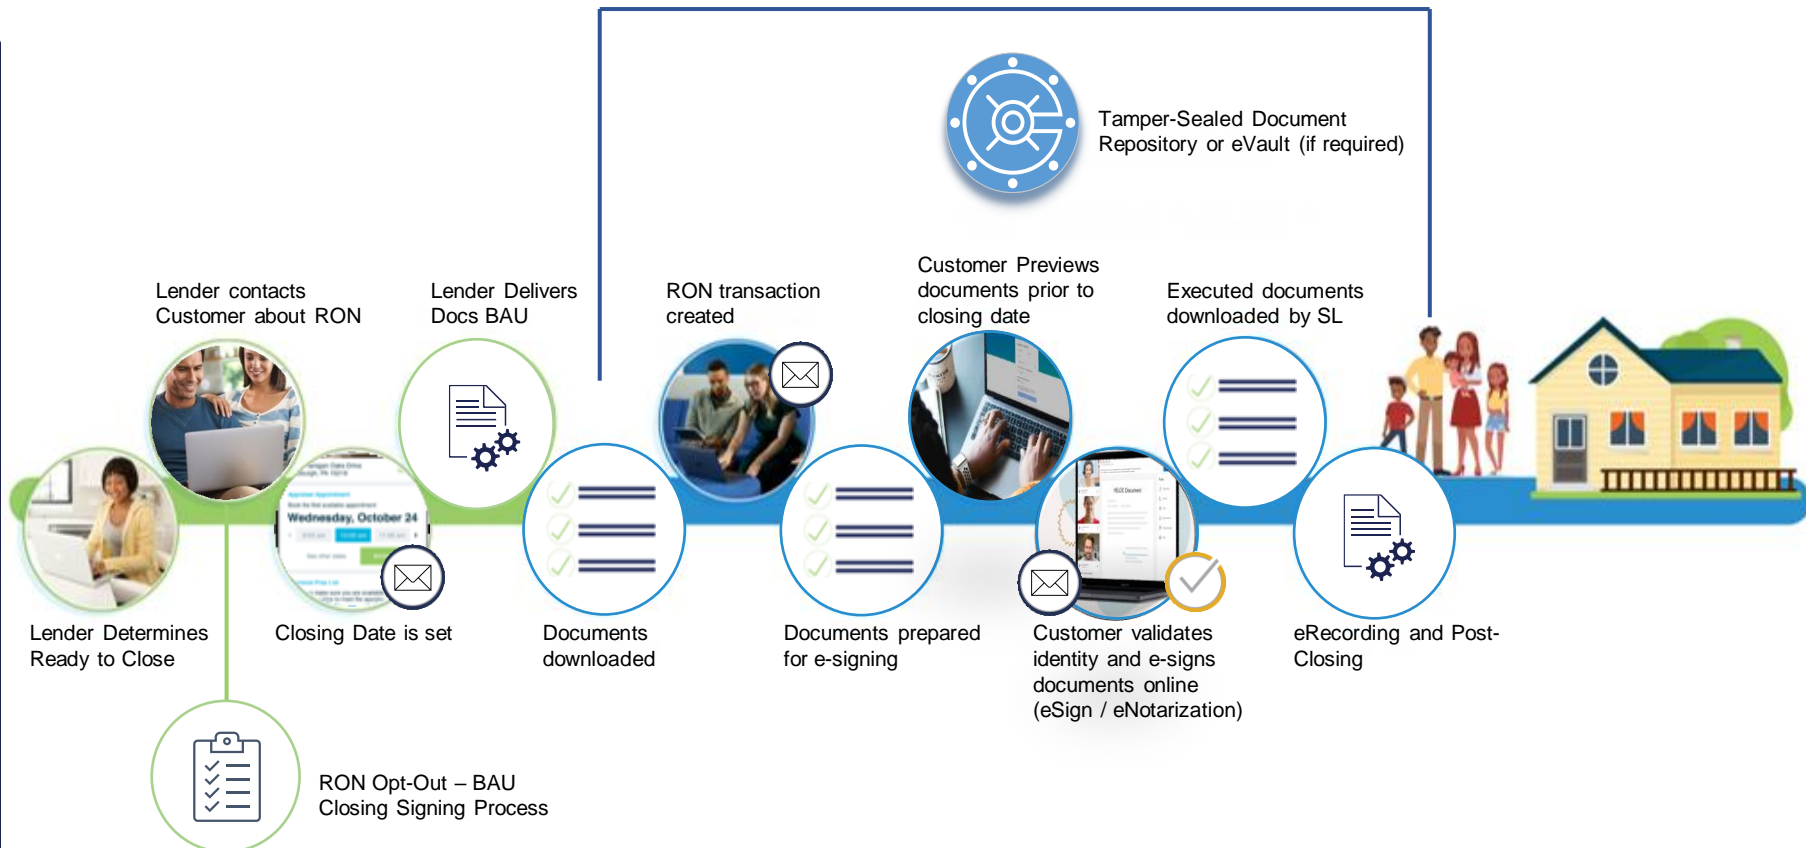 Tamper-Sealed Document
Repository or eVault (if required)
Lender contacts
Customer about RON
Lender Delivers
Docs BAU
RON transaction
created
Customer Previews
documents prior to
closing date
Executed documents
downloaded by SL
Wednesday, October 24
Lender Determines
Ready to Close
Closing Date is set
Documents
downloaded
Documents prepared
for e-signing
Customer validates
identity and e-signs
documents online
(eSign / eNotarization)
eRecording and Post-
Closing
RON Opt-Out – BAU
Closing Signing Process